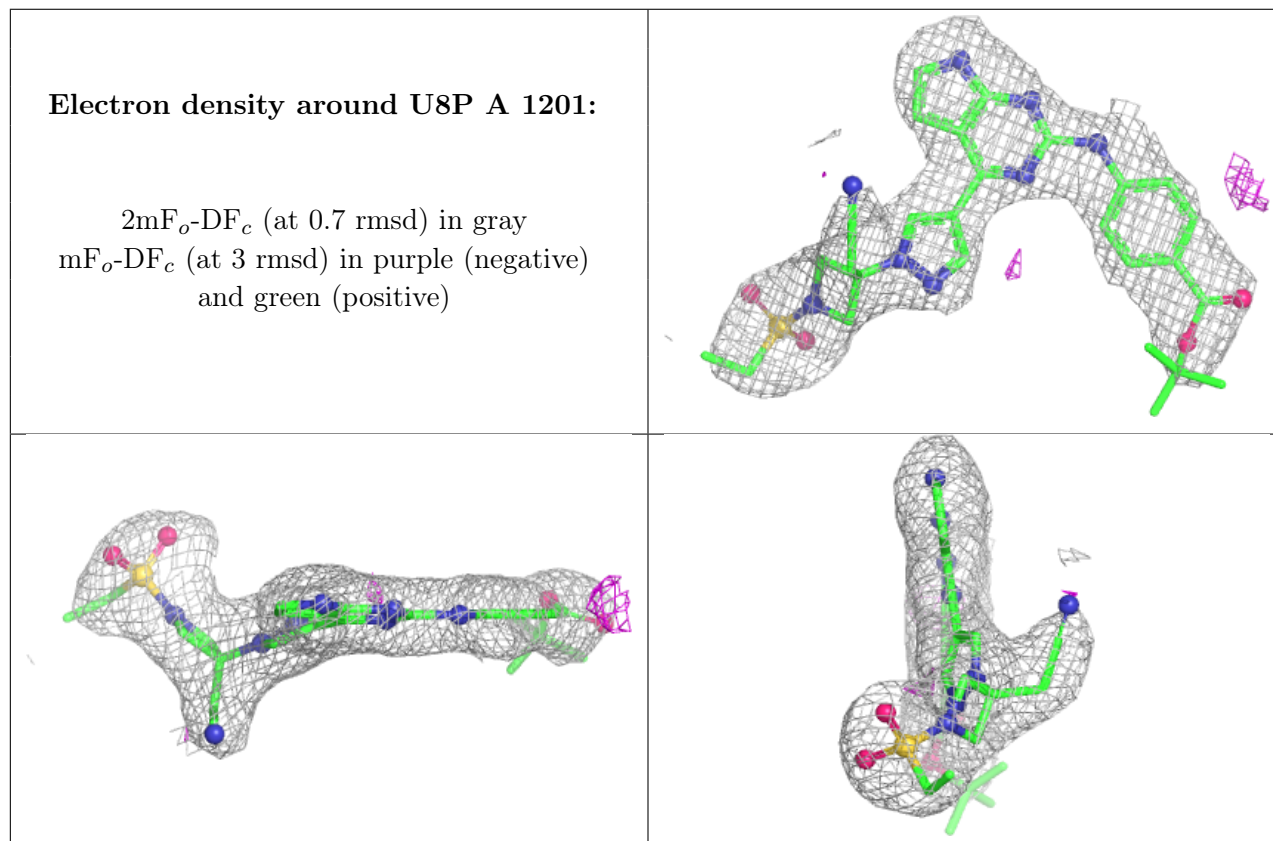 Electron density around U8P A 1201:
2mFₒ-DF𝒸 (at 0.7 rmsd) in gray
mFₒ-DF𝒸 (at 3 rmsd) in purple (negative)
and green (positive)